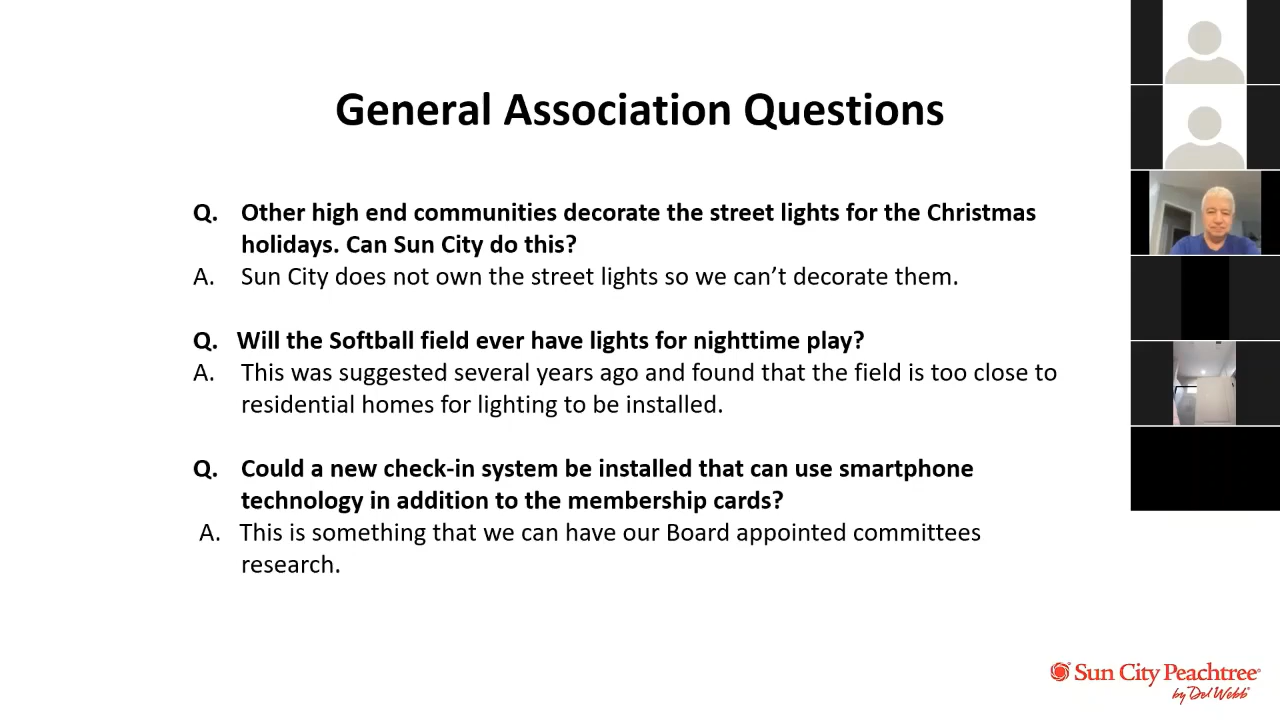 General Association Questions
Q. Other high end communities decorate the street lights for the Christmas
holidays. Can Sun City do this?
A. Sun City does not own the street lights so we can’t decorate them.
Q. Will the Softball field ever have lights for nighttime play?
A. This was suggested several years ago and found that the field is too close to
residential homes for lighting to be installed.
Q. Could a new check-in system be installed that can use smartphone
technology in addition to the membership cards?
A. This is something that we can have our Board appointed committees
research.
Sun City Peachtree
by Del Webb